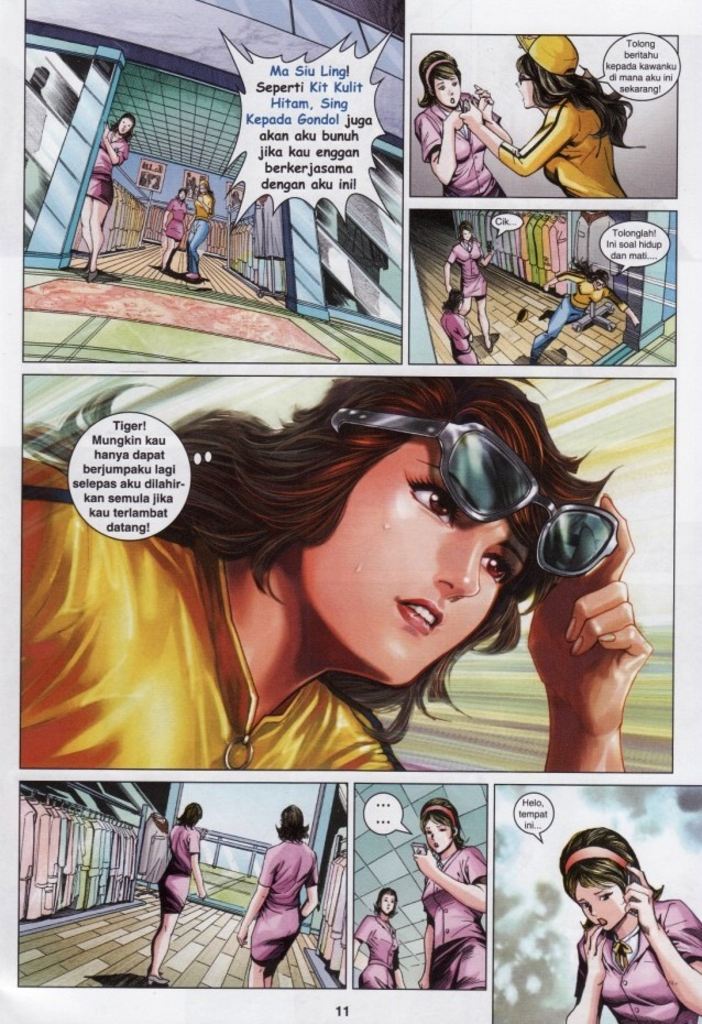 Ma Siu Ling!
Seperti Kit Kulit
Hitam, Sing
Kepada Gondol juga
akan aku bunuh
jika kau enggan
berkerjasama
dengan aku ini!
Tolong
beritahu
kepada kawanku
di mana aku ini
sekarang!
Cik...
Tolonglah!
Ini soal hidup
dan mati....
Tiger!
Mungkin kau
hanya dapat
berjumpaku lagi
selepas aku dilahir-
kan semula jika
kau terlambat
datang!
...
...
Helo,
tempat
ini...
11